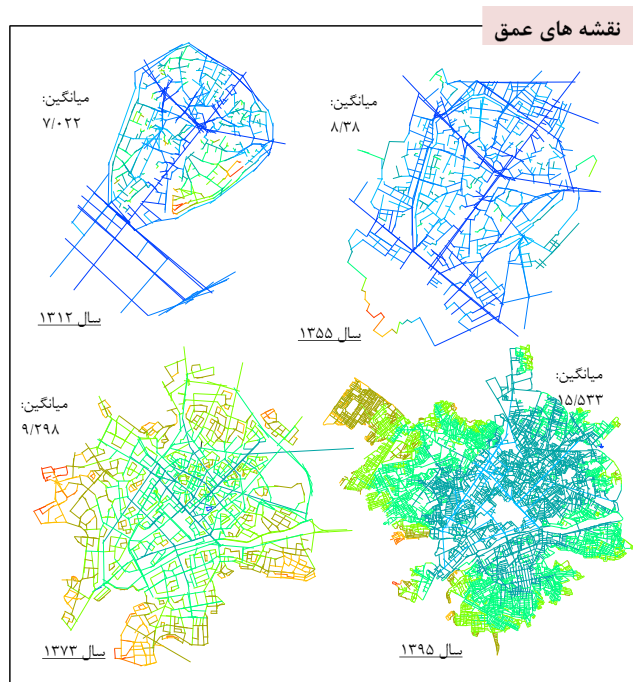 نقشه های عمق
میانگین:
۷/۰۲۲
سال ۱۳۱۲
میانگین:
۸/۳۸
سال ۱۳۵۵
میانگین:
۹/۲۹۸
سال ۱۳۷۳
میانگین:
۱۵/۵۳۳
سال ۱۳۹۵